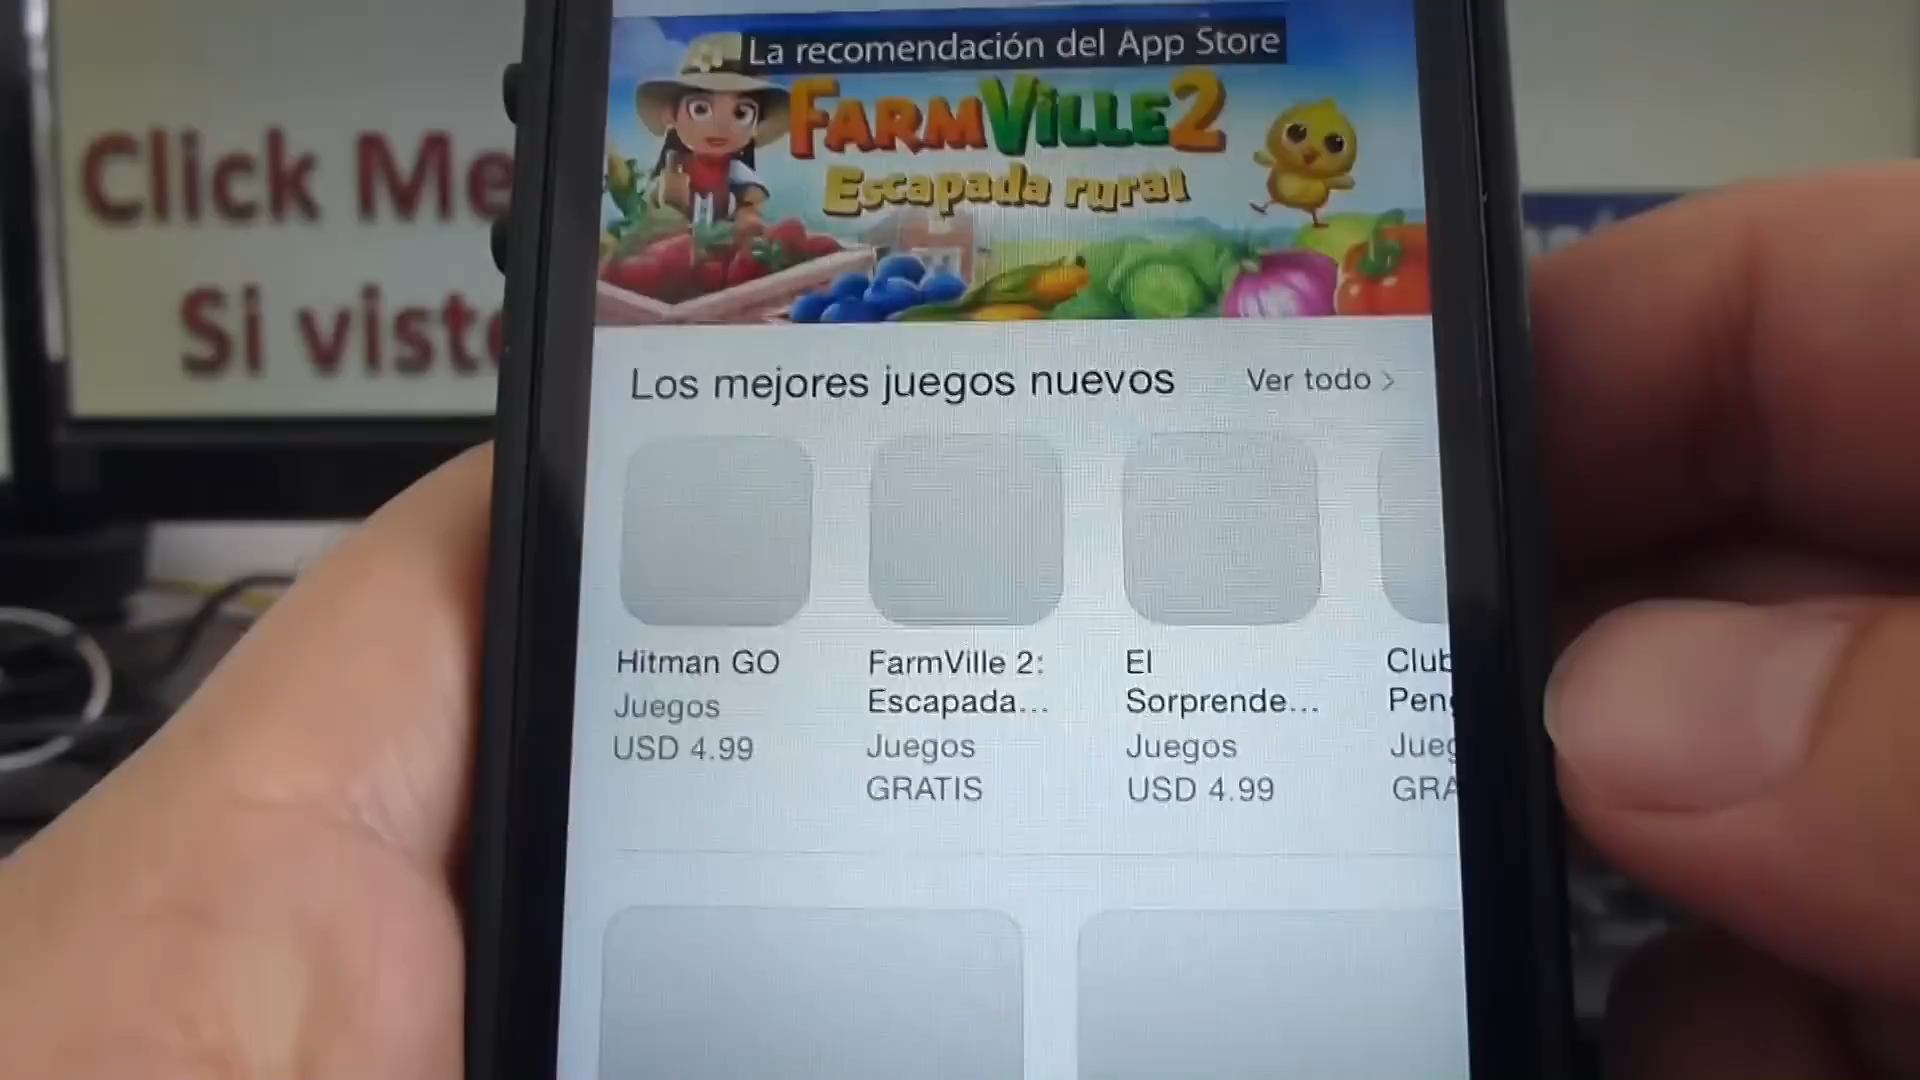 Click Me
Si visto
La recomendación del App Store
FARMVILLE 2
Escapada rural
Los mejores juegos nuevos
Ver todo >
Hitman GO
Juegos
USD 4.99
FarmVille 2:
Escapada...
Juegos
GRATIS
El
Sorprende...
Juegos
USD 4.99
Club
Peng
Jueg
GRA